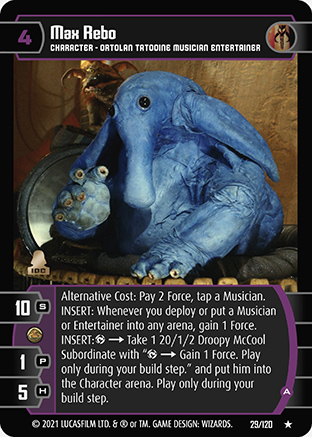 4
Max Rebo
CHARACTER - ORTOLAN TATOOINE MUSICIAN ENTERTAINER
IDC
10 S
1 P
5 H
Alternative Cost: Pay 2 Force, tap a Musician.
INSERT: Whenever you deploy or put a Musician
or Entertainer into any arena, gain 1 Force.
INSERT: → Take 1 20/1/2 Droopy McCool
Subordinate with “ → Gain 1 Force. Play
only during your build step.” and put him into
the Character arena. Play only during your
build step.
A
© 2021 LUCASFILM LTD. & ® or TM. GAME DESIGN: WIZARDS.
29/120